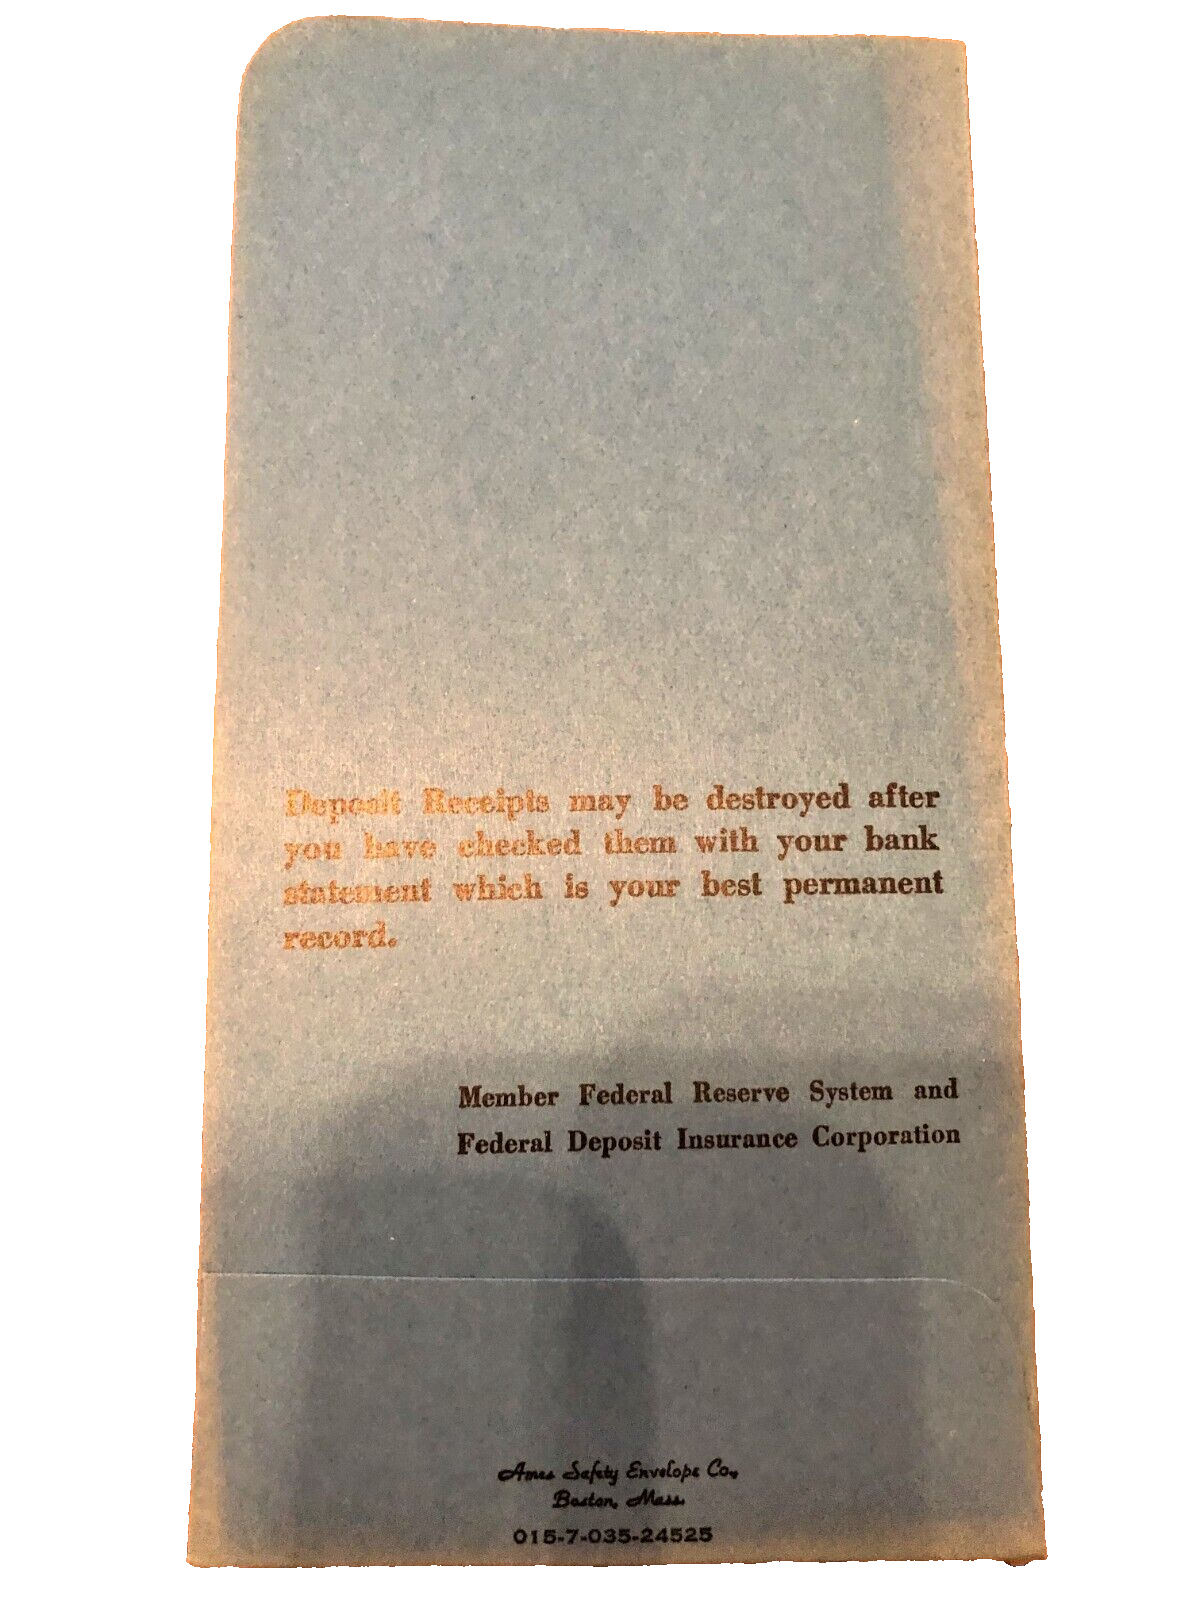 Deposit Receipts may be destroyed after
you have checked them with your bank
statement which is your best permanent
record.
Member Federal Reserve System and
Federal Deposit Insurance Corporation
Ames Safety Envelope Co.
Boston, Mass.
015-7-035-24525